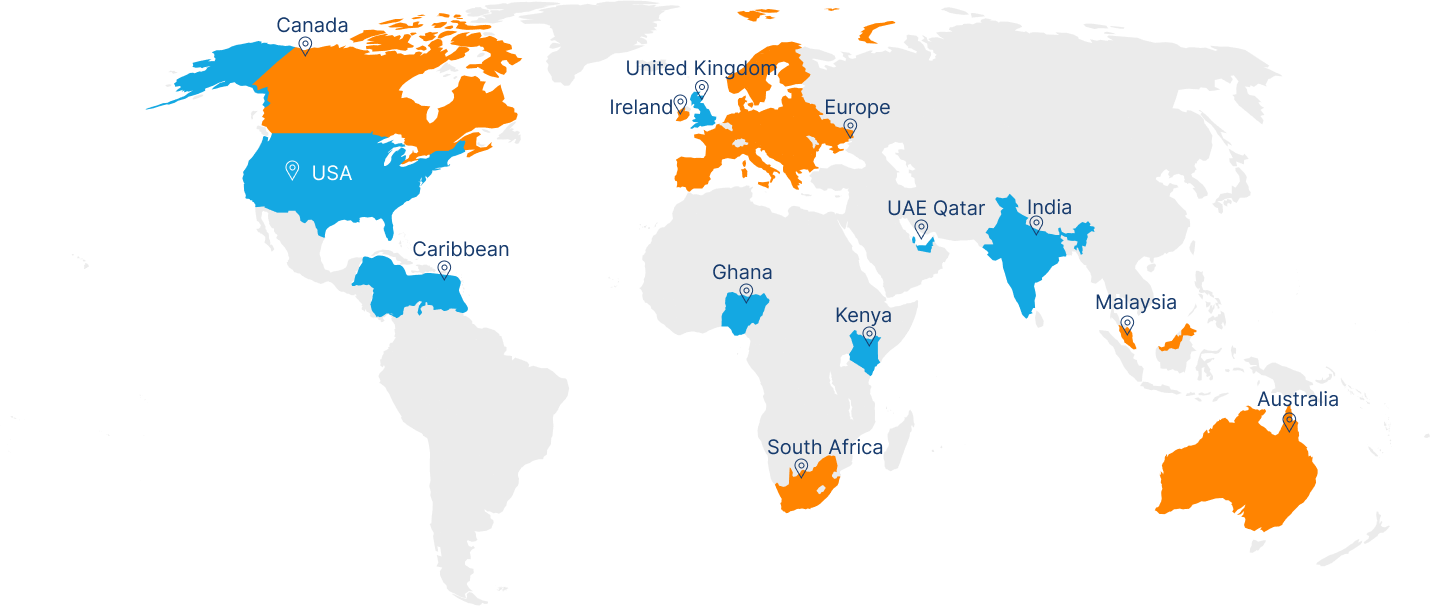 Canada
United Kingdom
Ireland
Europe
USA
UAE Qatar
India
Caribbean
Ghana
Malaysia
Kenya
Australia
South Africa